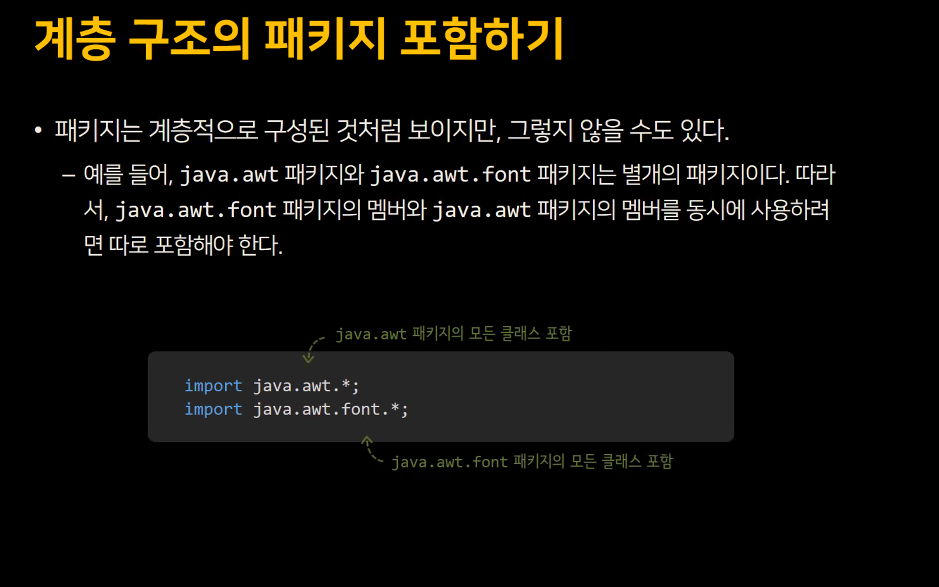 계층 구조의 패키지 포함하기
• 패키지는 계층적으로 구성된 것처럼 보이지만, 그렇지 않을 수도 있다.
– 예를 들어, java.awt 패키지와 java.awt.font 패키지는 별개의 패키지이다. 따라
서, java.awt.font 패키지의 멤버와 java.awt 패키지의 멤버를 동시에 사용하려
면 따로 포함해야 한다.
java.awt 패키지의 모든 클래스 포함
import java.awt.*;
import java.awt.font.*;
java.awt.font 패키지의 모든 클래스 포함